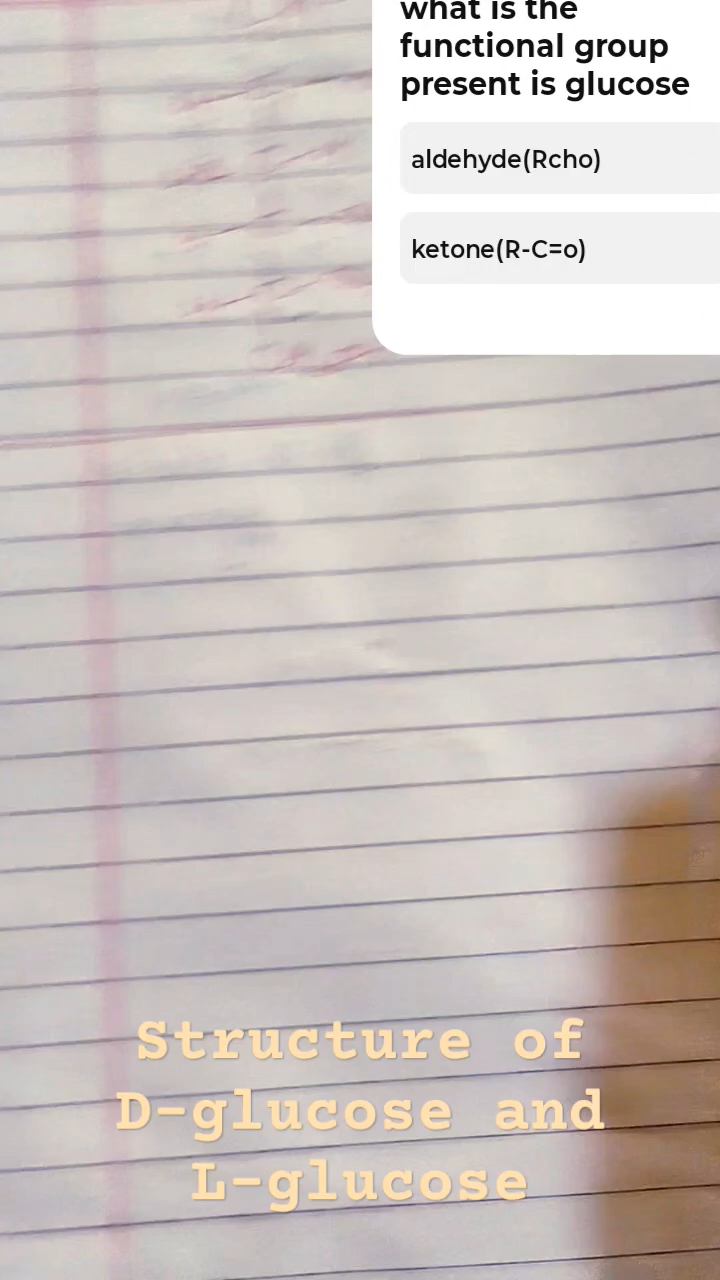 what is the
functional group
present is glucose
aldehyde(Rcho)
ketone(R-C=o)
Structure of
D-glucose and
L-glucose